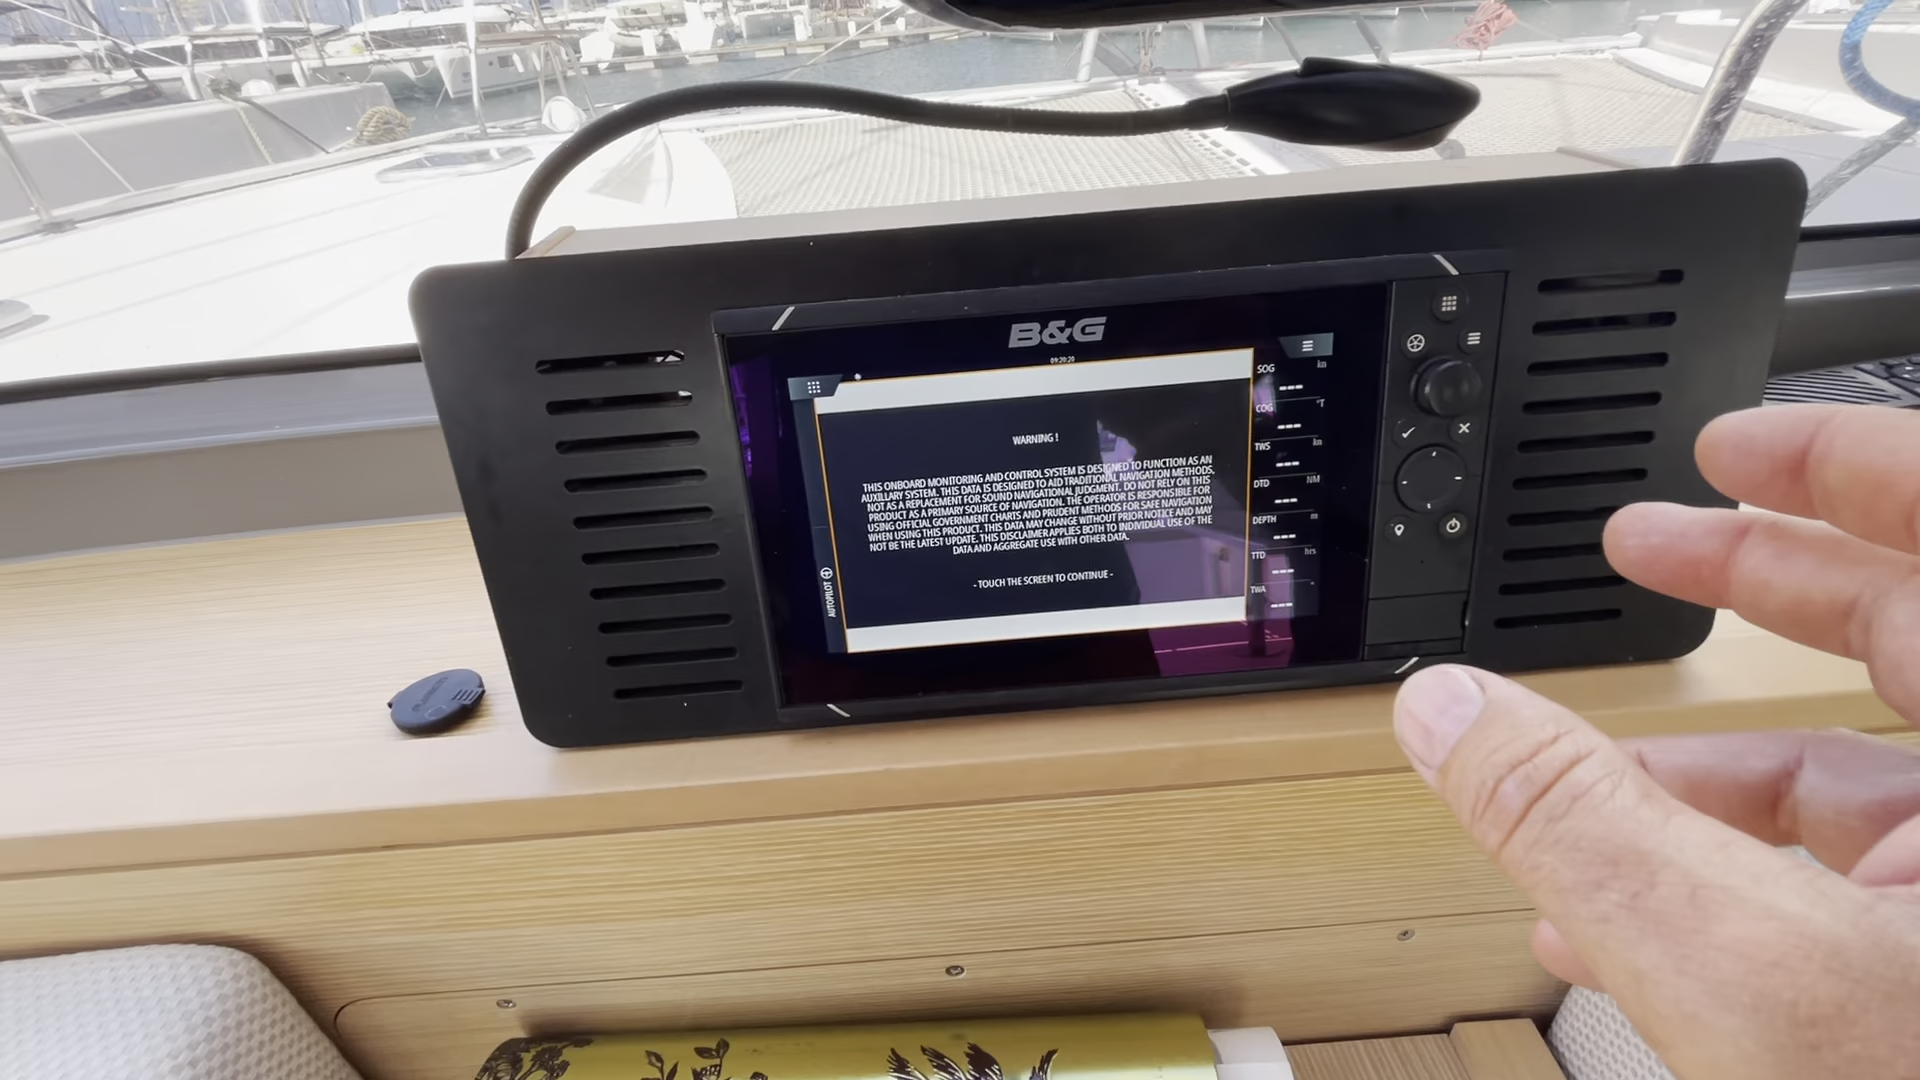 B&G
09:20:20
WARNING !
THIS ONBOARD MONITORING AND CONTROL SYSTEM IS DESIGNED TO FUNCTION AS AN
AUXILLARY SYSTEM. THIS DATA IS DESIGNED TO AID TRADITIONAL NAVIGATION METHODS,
NOT AS A REPLACEMENT FOR SOUND NAVIGATIONAL JUDGMENT. DO NOT RELY ON THIS
PRODUCT AS A PRIMARY SOURCE OF NAVIGATION. THE OPERATOR IS RESPONSIBLE FOR
USING OFFICIAL GOVERNMENT CHARTS AND PRUDENT METHODS FOR SAFE NAVIGATION
WHEN USING THIS PRODUCT. THIS DATA MAY CHANGE WITHOUT PRIOR NOTICE AND MAY
NOT BE THE LATEST UPDATE. THIS DISCLAIMER APPLIES BOTH TO INDIVIDUAL USE OF THE
DATA AND AGGREGATE USE WITH OTHER DATA.
- TOUCH THE SCREEN TO CONTINUE -
AUTOPILOT
SOG kn
---
COG °T
---
TWS kn
---
DTD NM
---
DEPTH m
---
TTD hrs
---
TWA °
---